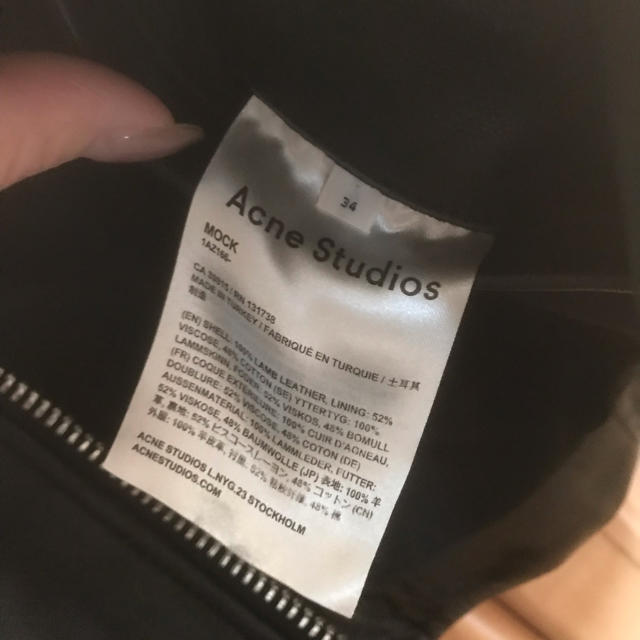 34
Acne Studios
MOCK
1AZ166-
CA 36915 / RN 131739
MADE IN TURKEY / FABRIQUÉ EN TURQUIE / 土耳其
制造
(EN) SHELL: 100% LAMB LEATHER, LINING: 52%
VISCOSE, 48% COTTON (SE) YTTERTYG: 100%
LAMMSKINN, FODER: 52% VISKOS, 48% BOMULL
(FR) COQUE EXTERNE: 100% CUIR D'AGNEAU,
DOUBLURE: 52% VISCOSE, 48% COTON (DE)
AUSSENMATERIAL: 100% LAMMLEDER, FUTTER:
52% VISKOSE, 48% BAUMWOLLE (JP) 表地: 100% 羊
革, 裏地: 52% ビスコースレーヨン, 48% コットン (CN)
外层: 100% 羊皮革, 衬里: 52% 粘胶纤维, 48% 棉
ACNE STUDIOS L.NYG.23 STOCKHOLM
ACNESTUDIOS.COM